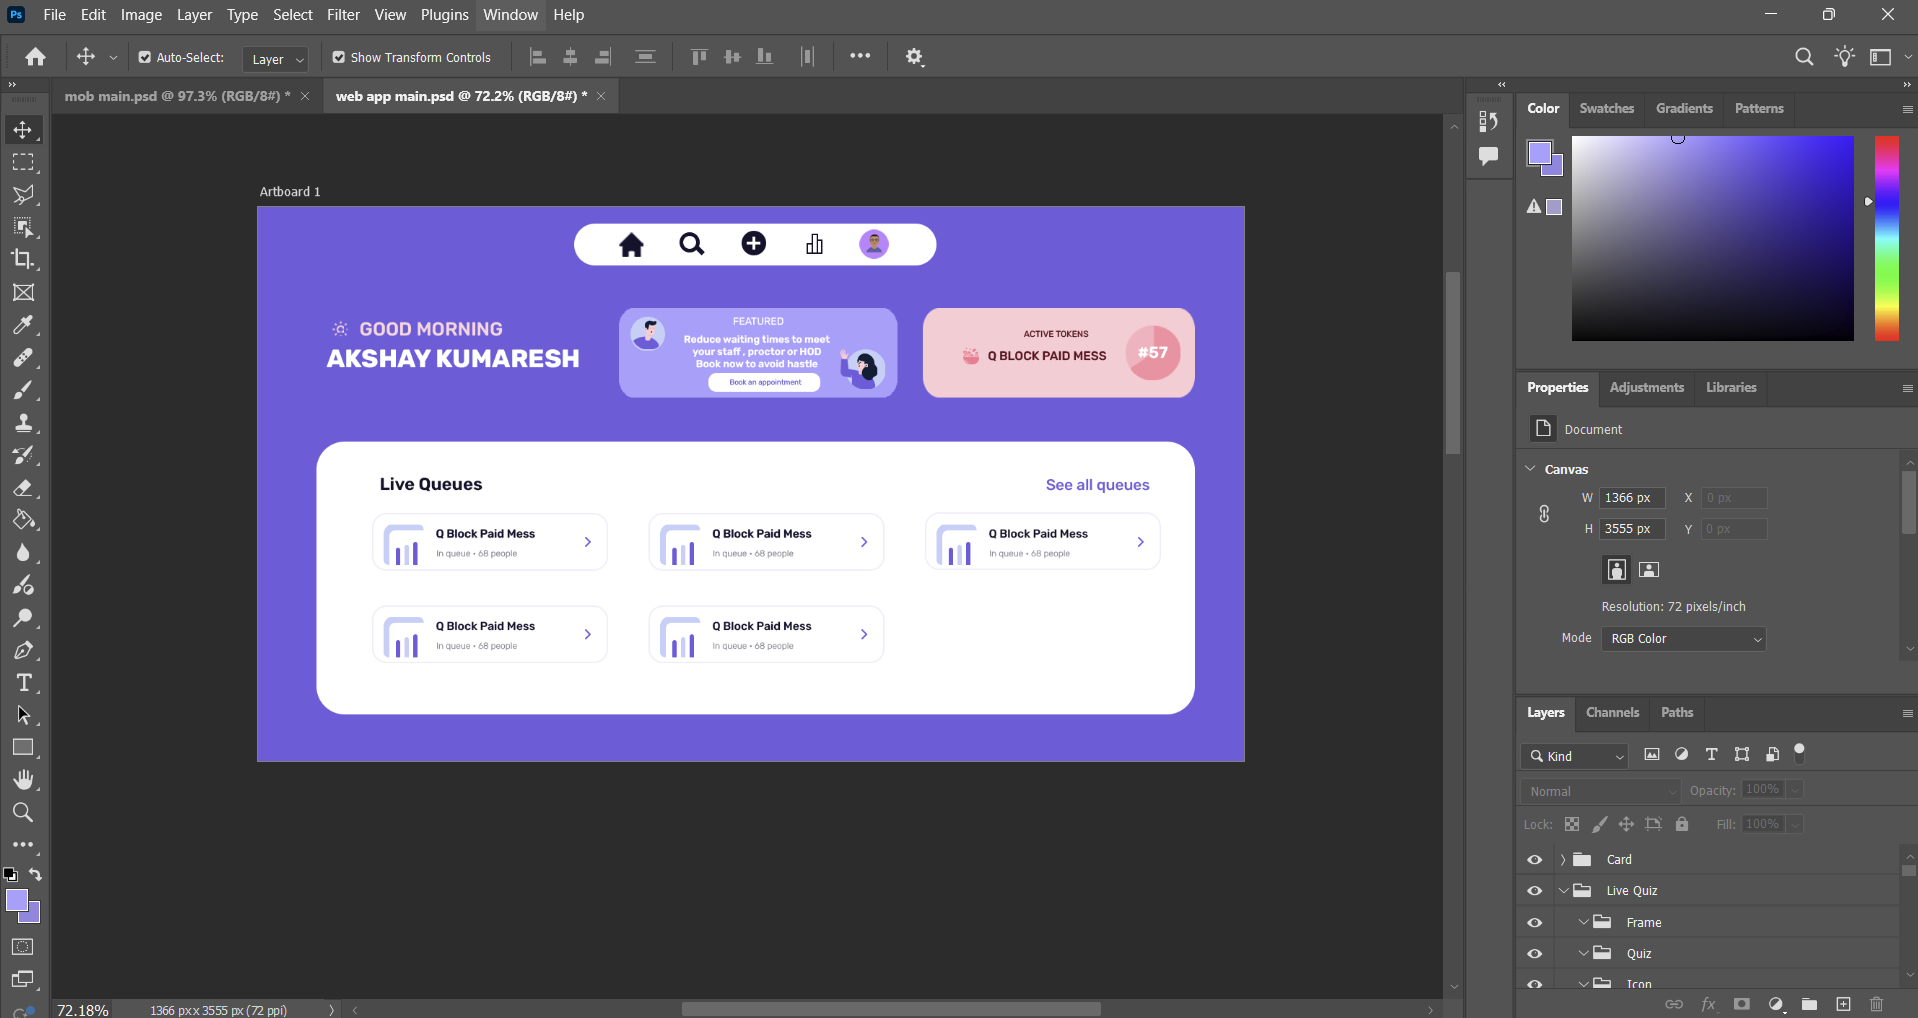 Ps File Edit Image Layer Type Select Filter View Plugins Window Help
Auto-Select: Layer Show Transform Controls
mob main.psd @ 97.3% (RGB/8#) * web app main.psd @ 72.2% (RGB/8#) *
Artboard 1
GOOD MORNING
AKSHAY KUMARESH
FEATURED
Reduce waiting times to meet
your staff , proctor or HOD
Book now to avoid hastle
Book an appointment
ACTIVE TOKENS
Q BLOCK PAID MESS
#57
Live Queues
See all queues
Q Block Paid Mess
In queue • 68 people
Q Block Paid Mess
In queue • 68 people
Q Block Paid Mess
In queue • 68 people
Q Block Paid Mess
In queue • 68 people
Q Block Paid Mess
In queue • 68 people
72.18% 1366 px x 3555 px (72 ppi)
Color Swatches Gradients Patterns
Properties Adjustments Libraries
Document
Canvas
W 1366 px X 0 px
H 3555 px Y 0 px
Resolution: 72 pixels/inch
Mode RGB Color
Layers Channels Paths
Kind
Normal Opacity: 100%
Lock: Fill: 100%
Card
Live Quiz
Frame
Quiz
Icon
fx